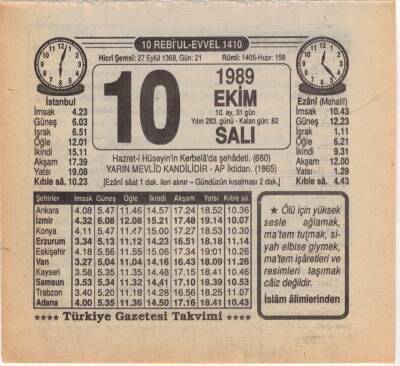 10 REBİ'UL-EVVEL 1410
Hicrî Şemsî: 27 Eylül 1368, Gün: 21
Rûmî: 1405-Hızır: 158
10
1989
EKİM
10. ay, 31 gün
Yılın 283. günü - Kalan gün: 82
SALI
İstanbul
İmsak 4.23
Güneş 6.03
İşrak 6.51
Öğle 12.01
İkindi 15.11
Akşam 17.39
Yatsı 19.08
Kıble sâ. 10.23
Ezânî (Mahallî)
İmsak 10.43
Güneş 12.23
İşrak 1.11
Öğle 6.21
İkindi 9.31
Akşam 12.00
Yatsı 1.29
Kıble sâ. 4.43
Hazret-i Hüseyin'in Kerbelâ'da şehâdeti. (680)
YARIN MEVLİD KANDİLİDİR - AP İktidarı. (1965)
[Ezânî sâat 1 dak. ileri alınır – Gündüzün kısalması 2 dak.]
Şehirler İmsak Güneş Öğle İkindi Akşam Yatsı Kıble sâ.
Ankara 4.08 5.47 11.46 14.57 17.24 18.52 10.36
İzmir 4.32 6.08 12.08 15.21 17.48 19.14 10.07
Konya 4.11 5.47 11.47 15.00 17.27 18.53 10.30
Erzurum 3.34 5.13 11.12 14.23 16.51 18.18 11.14
Eskişehir 4.18 5.56 11.55 15.06 17.34 19.01 10.26
Van 3.27 5.04 11.04 14.16 16.43 18.09 11.26
Kayseri 3.58 5.35 11.35 14.48 17.15 18.41 10.45
Samsun 3.53 5.34 11.32 14.41 17.10 18.39 10.53
Trabzon 3.40 5.20 11.18 14.28 16.56 18.25 11.07
Adana 4.00 5.35 11.36 14.50 17.16 18.41 10.43
★ Ölü için yüksek
sesle ağlamak,
ma'tem tutmak, si-
yah elbise giymek,
ma'tem işâretleri ve
resimleri taşımak
câiz değildir.
İslâm âlimlerinden
★★★★ Türkiye Gazetesi Takvimi ★★★★